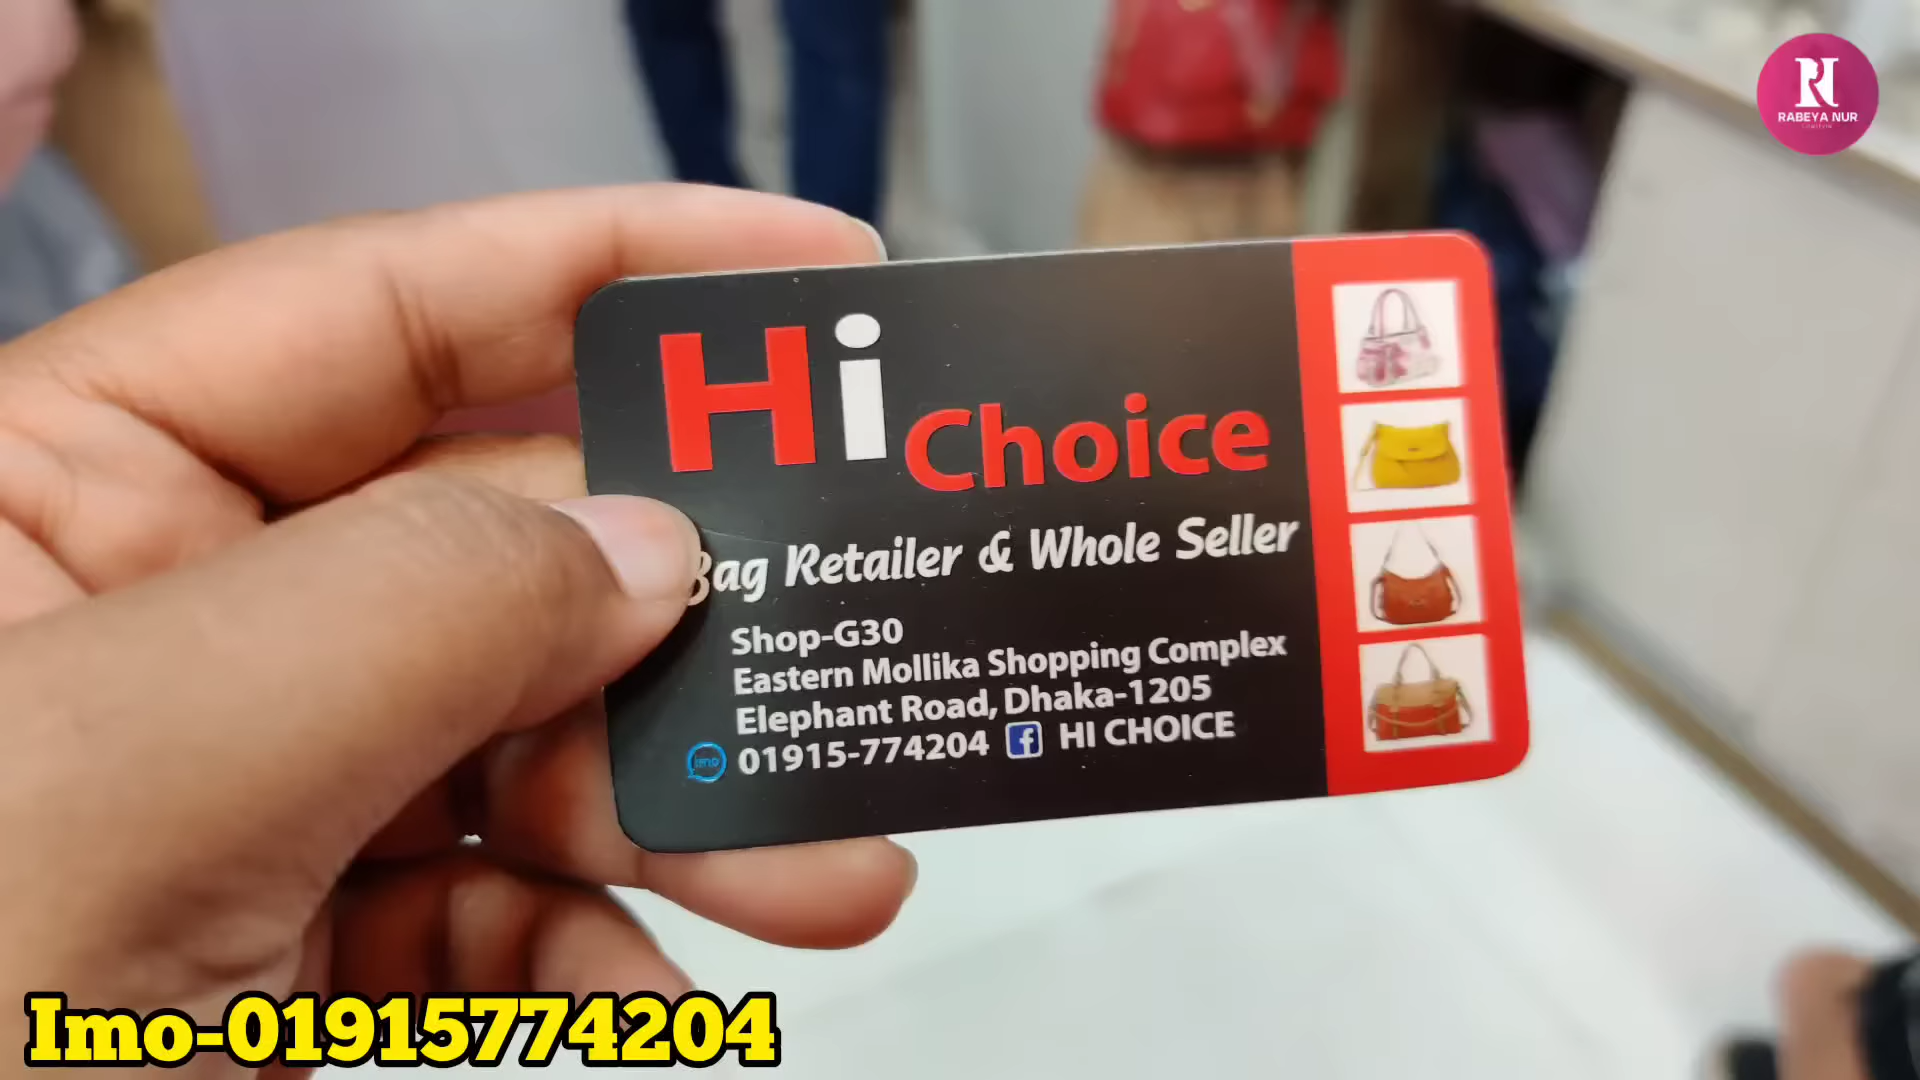 RABEYA NUR
Hi Choice
Bag Retailer & Whole Seller
Shop-G30
Eastern Mollika Shopping Complex
Elephant Road, Dhaka-1205
imo 01915-774204 f HI CHOICE
Imo-01915774204